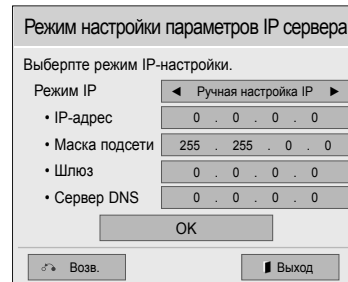 Режим настройки параметров IP сервера
Выберпте режим IP-настройки.
Режим IP ◄ Ручная настройка IP ►
• IP-адрес 0 . 0 . 0 . 0
• Маска подсети 255 . 255 . 0 . 0
• Шлюз 0 . 0 . 0 . 0
• Сервер DNS 0 . 0 . 0 . 0
OK
Возв. Выход